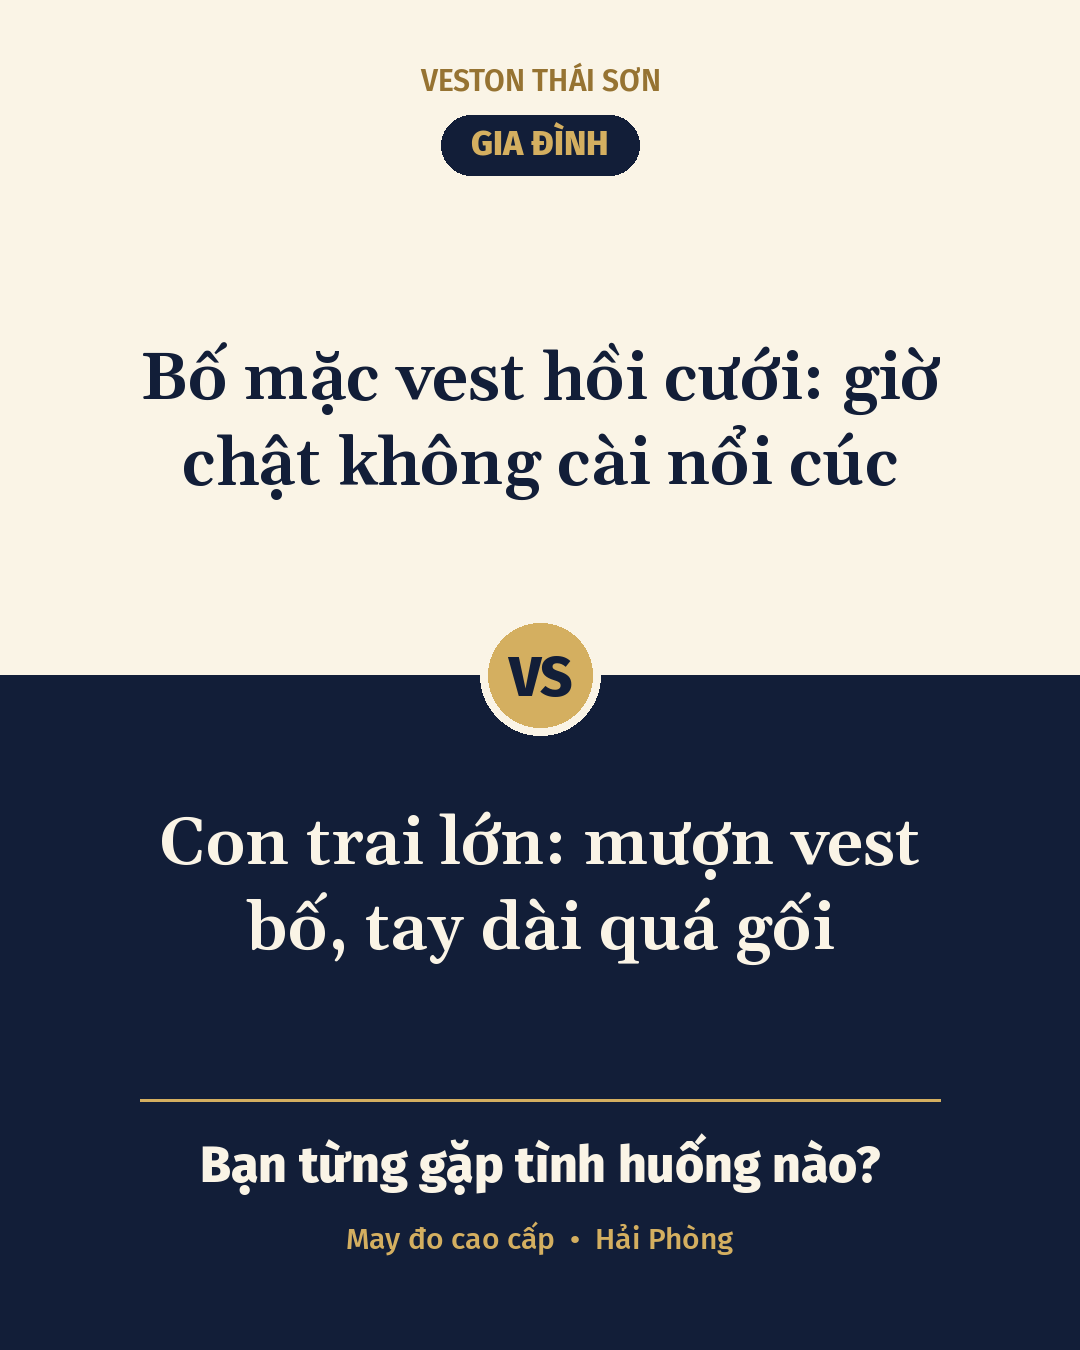 VESTON THÁI SƠN
GIA ĐÌNH
Bố mặc vest hồi cưới: giờ
chật không cài nổi cúc
VS
Con trai lớn: mượn vest
bố, tay dài quá gối
Bạn từng gặp tình huống nào?
May đo cao cấp • Hải Phòng